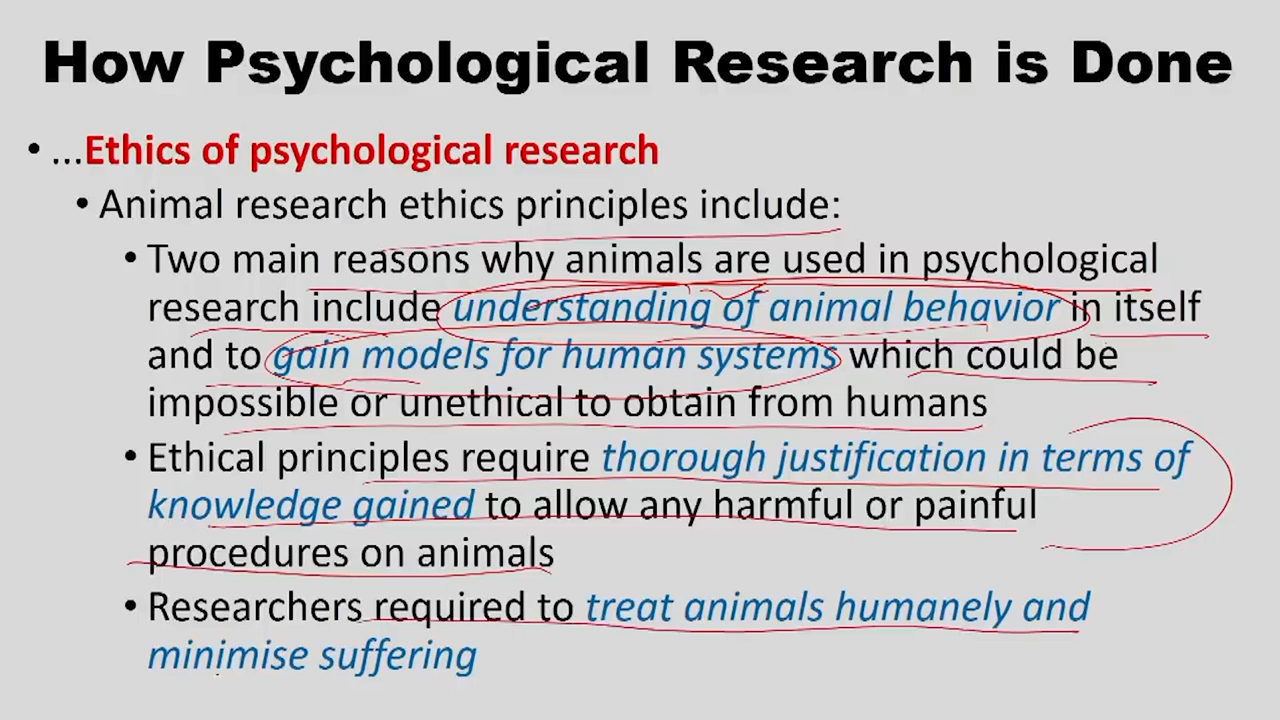 How Psychological Research is Done
• ...Ethics of psychological research
• Animal research ethics principles include:
• Two main reasons why animals are used in psychological
research include understanding of animal behavior in itself
and to gain models for human systems which could be
impossible or unethical to obtain from humans
• Ethical principles require thorough justification in terms of
knowledge gained to allow any harmful or painful
procedures on animals
• Researchers required to treat animals humanely and
minimise suffering